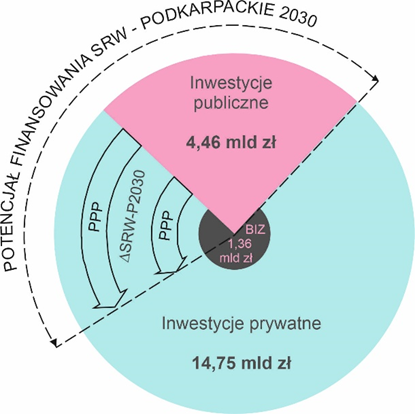 POTENCJAŁ FINANSOWANIA SRW - PODKARPACKIE 2030
Inwestycje
publiczne
4,46 mld zł
PPP
ΔSRW-P2030
PPP
BIZ
1,36
mld zł
Inwestycje prywatne
14,75 mld zł